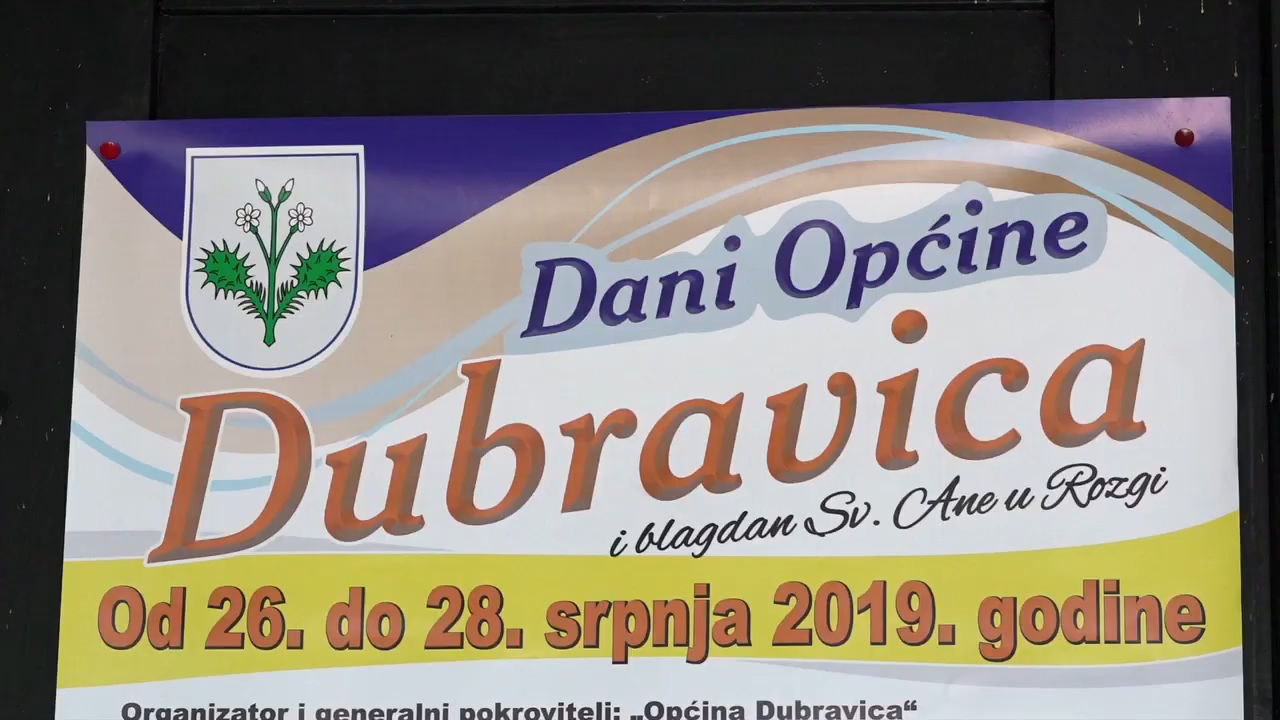 Dani Općine
Dubravica
i blagdan Sv. Ane u Rozgi
Od 26. do 28. srpnja 2019. godine
Organizator i generalni pokrovitelj: „Općina Dubravica“